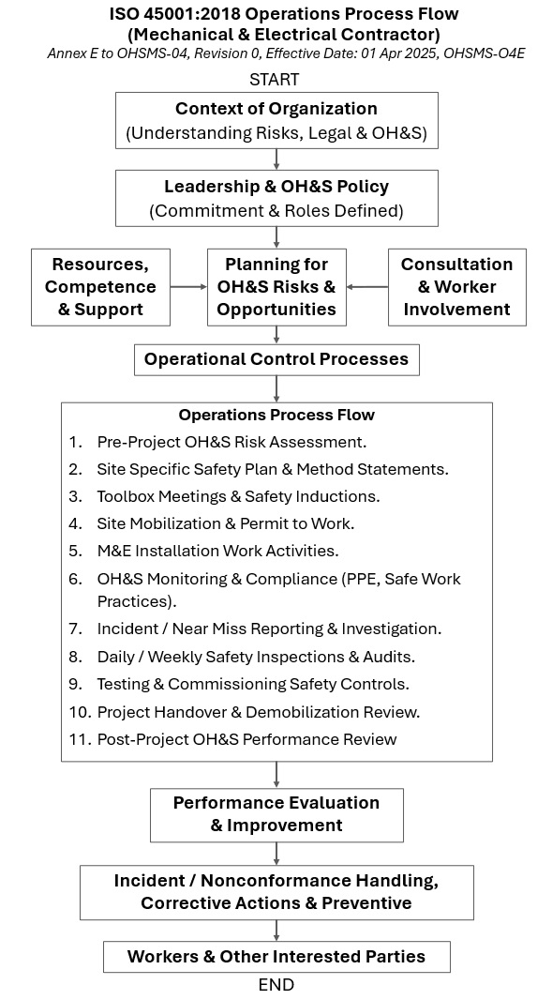 ISO 45001:2018 Operations Process Flow
(Mechanical & Electrical Contractor)
Annex E to OHSMS-04, Revision 0, Effective Date: 01 Apr 2025, OHSMS-O4E
START
Context of Organization
(Understanding Risks, Legal & OH&S)
Leadership & OH&S Policy
(Commitment & Roles Defined)
Resources,
Competence
& Support
Planning for
OH&S Risks &
Opportunities
Consultation
& Worker
Involvement
Operational Control Processes
Operations Process Flow
1. Pre-Project OH&S Risk Assessment.
2. Site Specific Safety Plan & Method Statements.
3. Toolbox Meetings & Safety Inductions.
4. Site Mobilization & Permit to Work.
5. M&E Installation Work Activities.
6. OH&S Monitoring & Compliance (PPE, Safe Work
Practices).
7. Incident / Near Miss Reporting & Investigation.
8. Daily / Weekly Safety Inspections & Audits.
9. Testing & Commissioning Safety Controls.
10. Project Handover & Demobilization Review.
11. Post-Project OH&S Performance Review
Performance Evaluation
& Improvement
Incident / Nonconformance Handling,
Corrective Actions & Preventive
Workers & Other Interested Parties
END